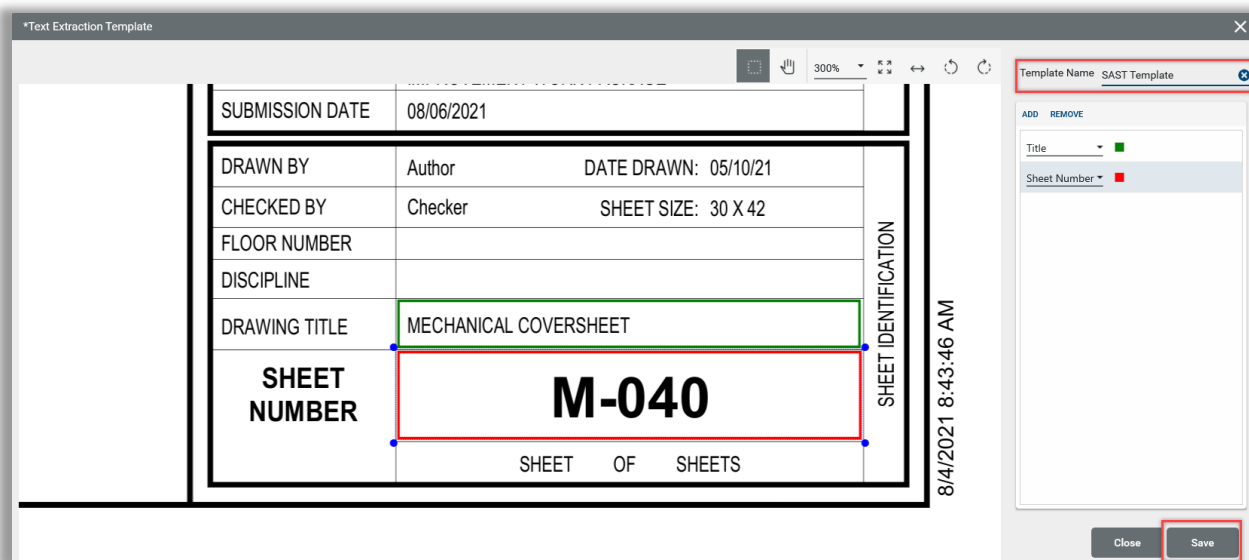 *Text Extraction Template
300%
Template Name SAST Template
ADD REMOVE
Title
Sheet Number
SUBMISSION DATE 08/06/2021
DRAWN BY Author DATE DRAWN: 05/10/21
CHECKED BY Checker SHEET SIZE: 30 X 42
FLOOR NUMBER
DISCIPLINE
DRAWING TITLE MECHANICAL COVERSHEET
SHEET
NUMBER
M-040
SHEET OF SHEETS
SHEET IDENTIFICATION
8/4/2021 8:43:46 AM
Close Save